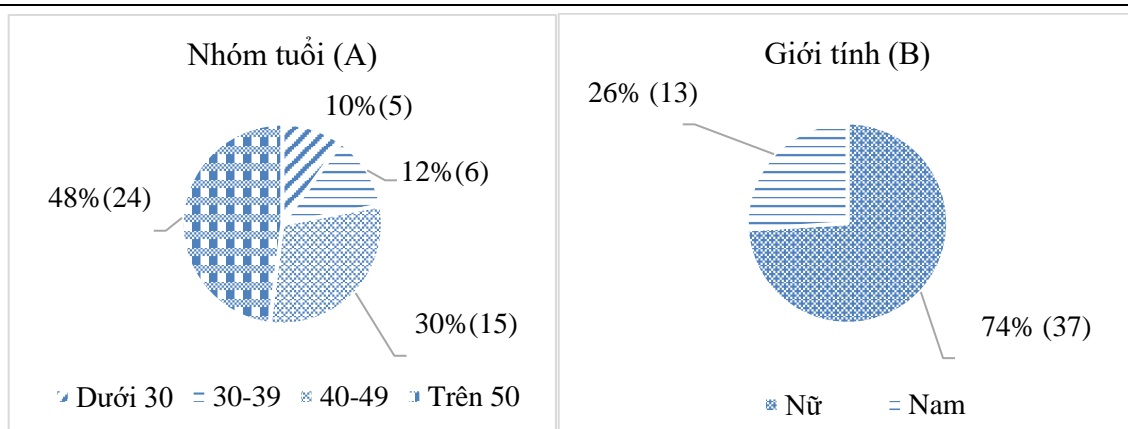 Nhóm tuổi (A)
10%(5)
12%(6)
48%(24)
30%(15)
Dưới 30 30-39 40-49 Trên 50
Giới tính (B)
26% (13)
74% (37)
Nữ Nam